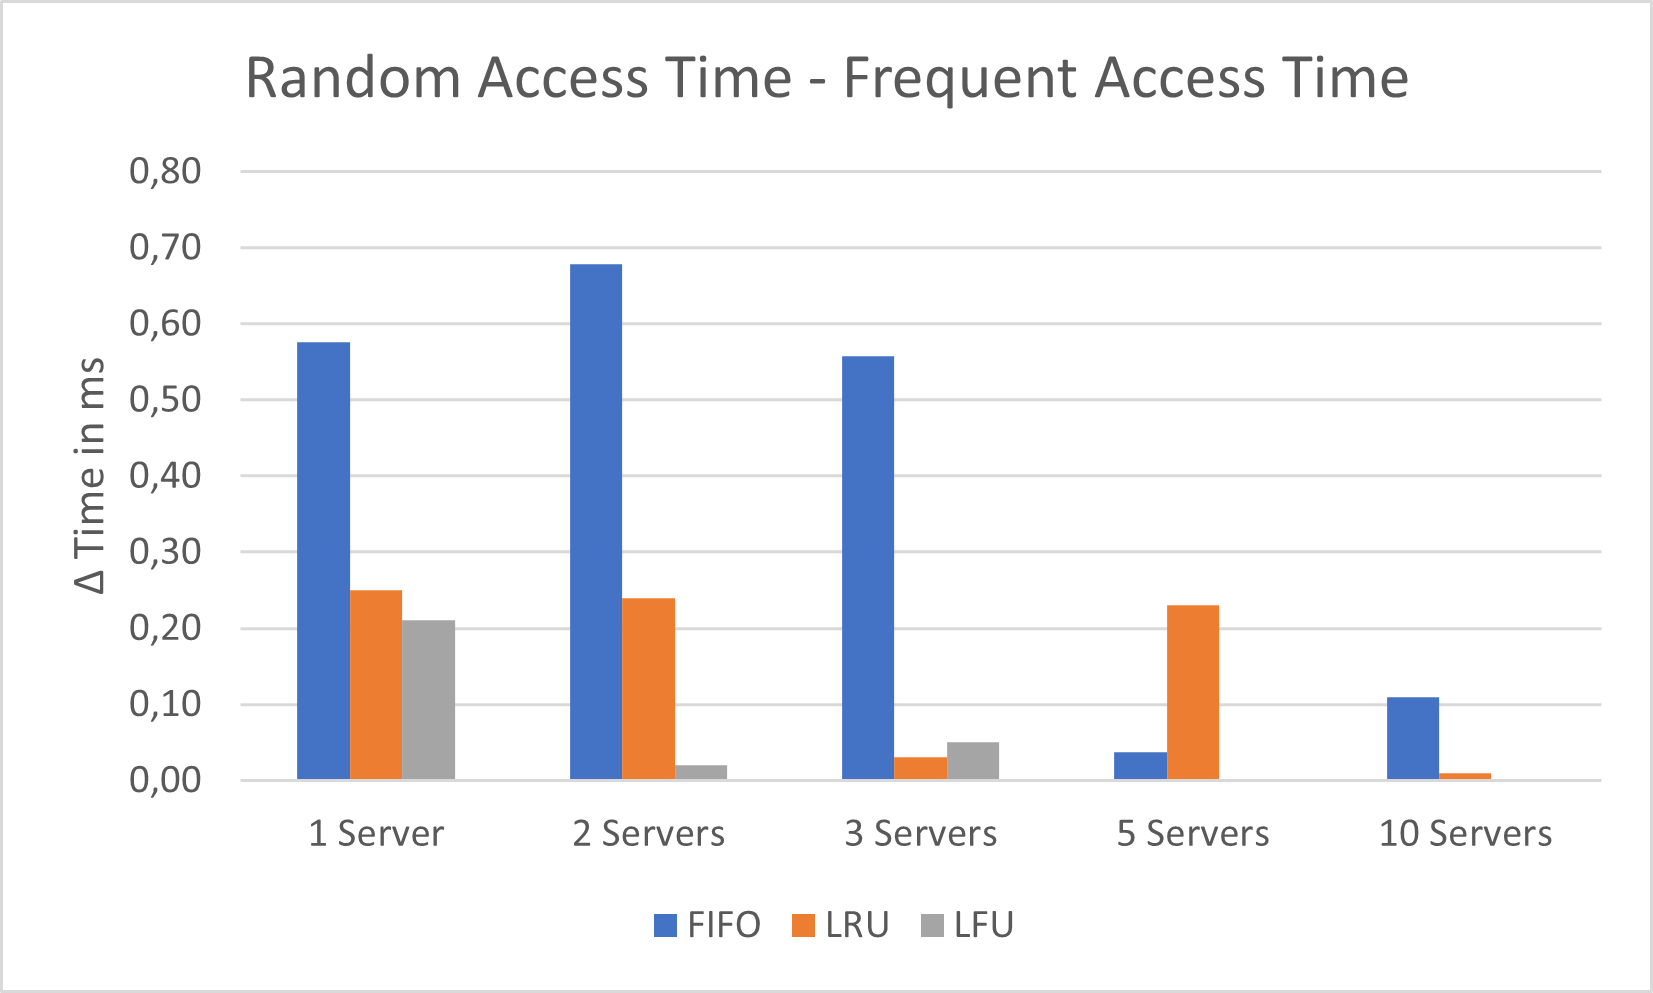 Random Access Time - Frequent Access Time
0,80
0,70
0,60
0,50
0,40
0,30
0,20
0,10
0,00
Δ Time in ms
1 Server
2 Servers
3 Servers
5 Servers
10 Servers
FIFO
LRU
LFU